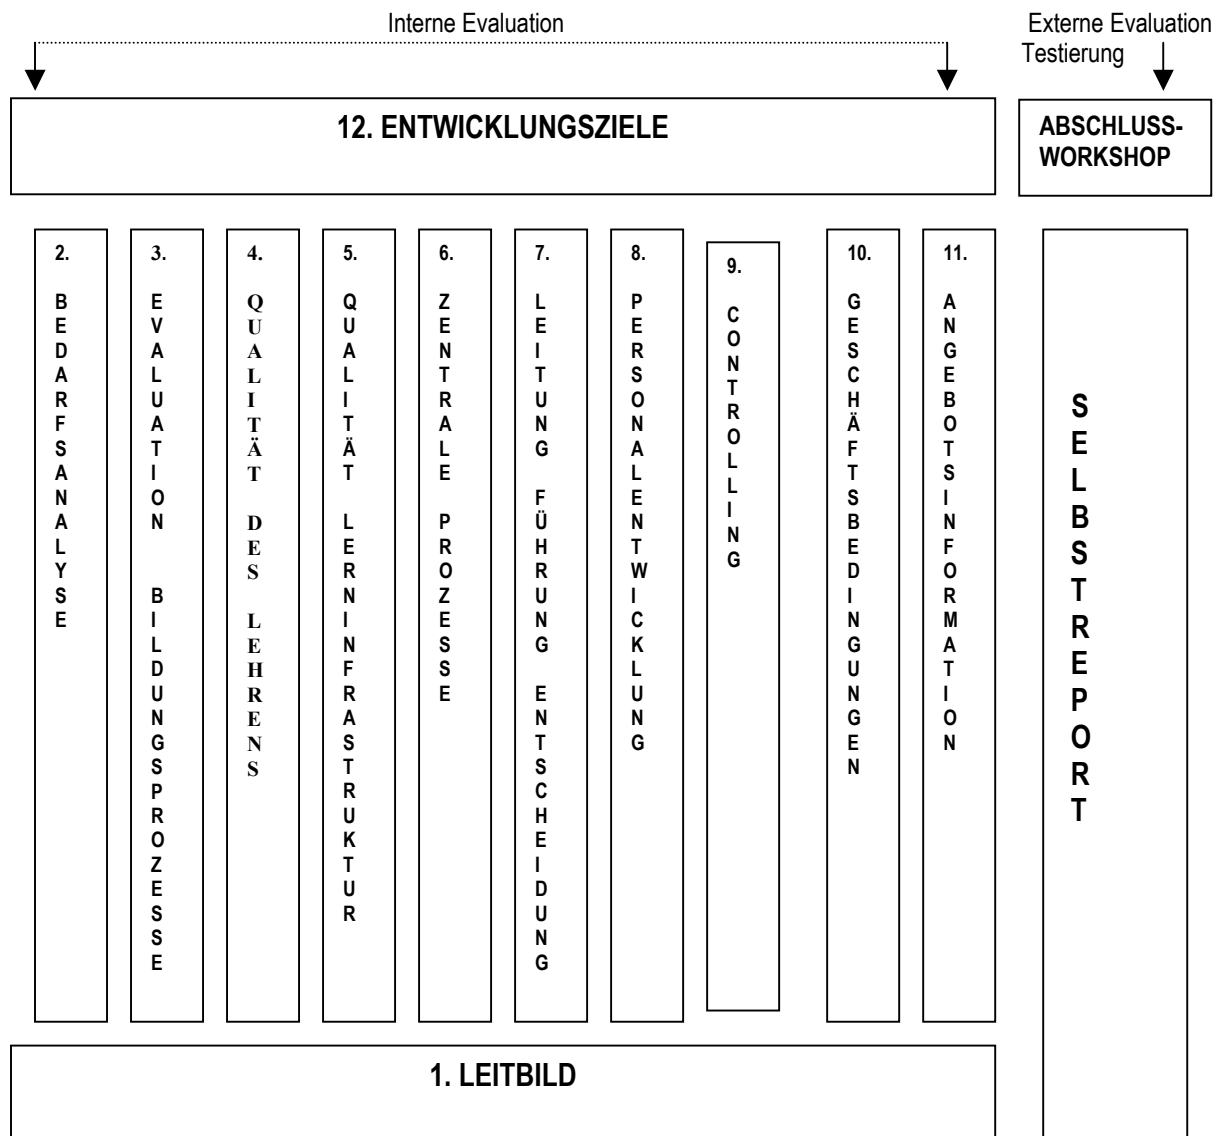 Interne Evaluation
Externe Evaluation
Testierung
12. ENTWICKLUNGSZIELE
ABSCHLUSS-
WORKSHOP
2.
BEDARFSANALYSE
3.
EVALUATION BILDUNGSPROZESSE
4.
QUALITÄT DES LEHRENS
5.
QUALITÄT LERNINFRASTRUKTUR
6.
ZENTRALE PROZESSE
7.
LEITUNG FÜHRUNG ENTSCHEIDUNG
8.
PERSONALENTWICKLUNG
9.
CONTROLLING
10.
GESCHÄFTSBEDINGUNGEN
11.
ANGEBOTSINFORMATION
SELBSTREPORT
1. LEITBILD